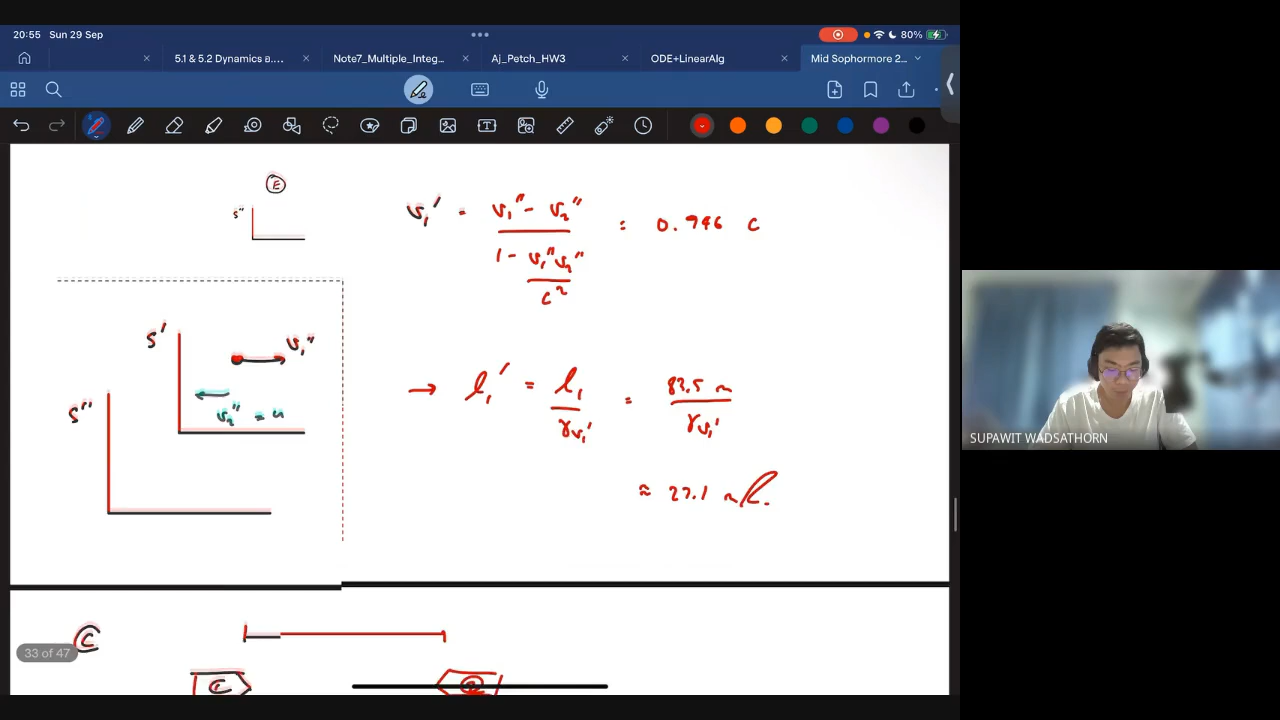 20:55 Sun 29 Sep
80%
5.1 & 5.2 Dynamics a....
Note7_Multiple_Integ...
Aj_Petch_HW3
ODE+LinearAlg
Mid Sophormore 2...
E
S''
v₁' = (v₁'' - v₂'') / (1 - v₁''v₂''/c²) = 0.946 c
S'
v₁''
S''
v₂'' = u
→ l₁' = l₁ / γv₁' = 83.5 m / γv₁'
≈ 27.1 m
C
33 of 47
C
SUPAWIT WADSATHORN